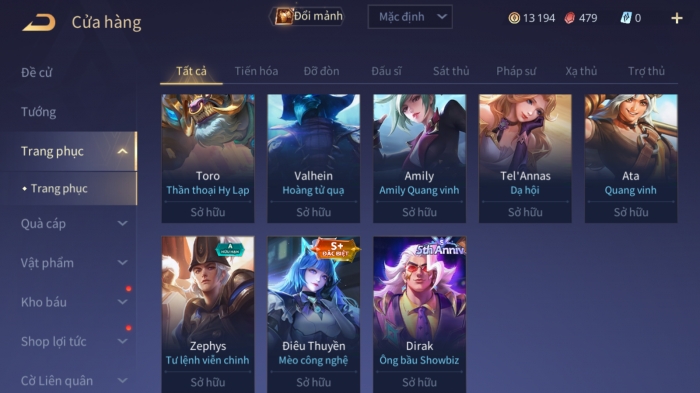 Cửa hàng
Đổi mảnh
Mặc định
13 194
479
0
Đề cử
Tướng
Trang phục
Trang phục
Quà cáp
Vật phẩm
Kho báu
Shop lợi tức
Cờ Liên quân
Tất cả Tiến hóa Đỡ đòn Đấu sĩ Sát thủ Pháp sư Xạ thủ Trợ thủ
Toro
Thần thoại Hy Lạp
Sở hữu
Valhein
Hoàng tử quạ
Sở hữu
Amily
Amily Quang vinh
Sở hữu
Tel'Annas
Dạ hội
Sở hữu
Ata
Quang vinh
Sở hữu
A
Zephys
Tư lệnh viễn chinh
Sở hữu
S+
ĐẶC BIỆT
Điêu Thuyền
Mèo công nghệ
Sở hữu
S
5th Anniv
Dirak
Ông bầu Showbiz
Sở hữu